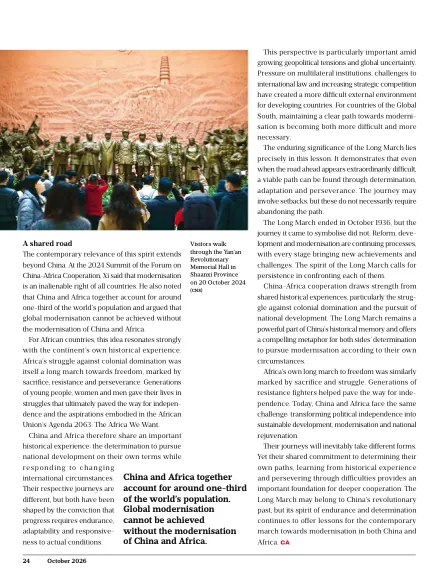 Visitors walk
through the Yan'an
Revolutionary
Memorial Hall in
Shaanxi Province
on 20 October 2024
(CNS)
A shared road
The contemporary relevance of this spirit extends
beyond China. At the 2024 Summit of the Forum on
China-Africa Cooperation, Xi said that modernisation
is an inalienable right of all countries. He also noted
that China and Africa together account for around
one-third of the world's population and argued that
global modernisation cannot be achieved without
the modernisation of China and Africa.
For African countries, this idea resonates strongly
with the continent's own historical experience.
Africa's struggle against colonial domination was
itself a long march towards freedom, marked by
sacrifice, resistance and perseverance. Generations
of young people, women and men gave their lives in
struggles that ultimately paved the way for indepen-
dence and the aspirations embodied in the African
Union's Agenda 2063: The Africa We Want.
China and Africa therefore share an important
historical experience: the determination to pursue
national development on their own terms while
responding to changing
international circumstances.
Their respective journeys are
different, but both have been
shaped by the conviction that
progress requires endurance,
adaptability and responsive-
ness to actual conditions.
China and Africa together
account for around one-third
of the world's population.
Global modernisation
cannot be achieved
without the modernisation
of China and Africa.
This perspective is particularly important amid
growing geopolitical tensions and global uncertainty.
Pressure on multilateral institutions, challenges to
international law and increasing strategic competition
have created a more difficult external environment
for developing countries. For countries of the Global
South, maintaining a clear path towards moderni-
sation is becoming both more difficult and more
necessary.
The enduring significance of the Long March lies
precisely in this lesson. It demonstrates that even
when the road ahead appears extraordinarily difficult,
a viable path can be found through determination,
adaptation and perseverance. The journey may
involve setbacks, but these do not necessarily require
abandoning the path.
The Long March ended in October 1936, but the
journey it came to symbolise did not. Reform, devel-
opment and modernisation are continuing processes,
with every stage bringing new achievements and
challenges. The spirit of the Long March calls for
persistence in confronting each of them.
China-Africa cooperation draws strength from
shared historical experiences, particularly the strug-
gle against colonial domination and the pursuit of
national development. The Long March remains a
powerful part of China's historical memory and offers
a compelling metaphor for both sides' determination
to pursue modernisation according to their own
circumstances.
Africa's own long march to freedom was similarly
marked by sacrifice and struggle. Generations of
resistance fighters helped pave the way for inde-
pendence. Today, China and Africa face the same
challenge: transforming political independence into
sustainable development, modernisation and national
rejuvenation.
Their journeys will inevitably take different forms.
Yet their shared commitment to determining their
own paths, learning from historical experience
and persevering through difficulties provides an
important foundation for deeper cooperation. The
Long March may belong to China's revolutionary
past, but its spirit of endurance and determination
continues to offer lessons for the contemporary
march towards modernisation in both China and
Africa. CA
24 October 2026